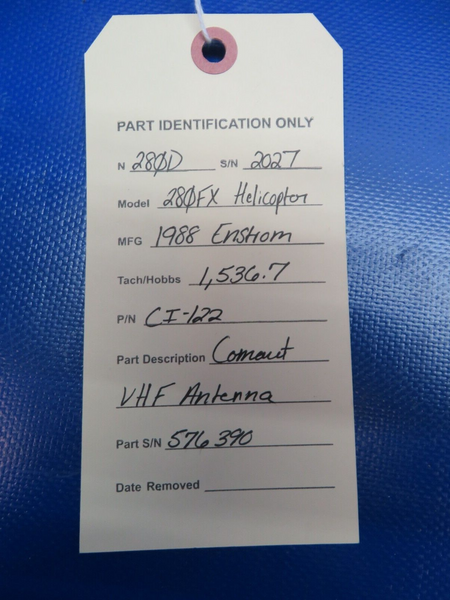 PART IDENTIFICATION ONLY
N 280D S/N 2027
Model 280FX Helicopter
MFG 1988 Enstrom
Tach/Hobbs 1,536.7
P/N CI-122
Part Description Comant
VHF Antenna
Part S/N 576390
Date Removed